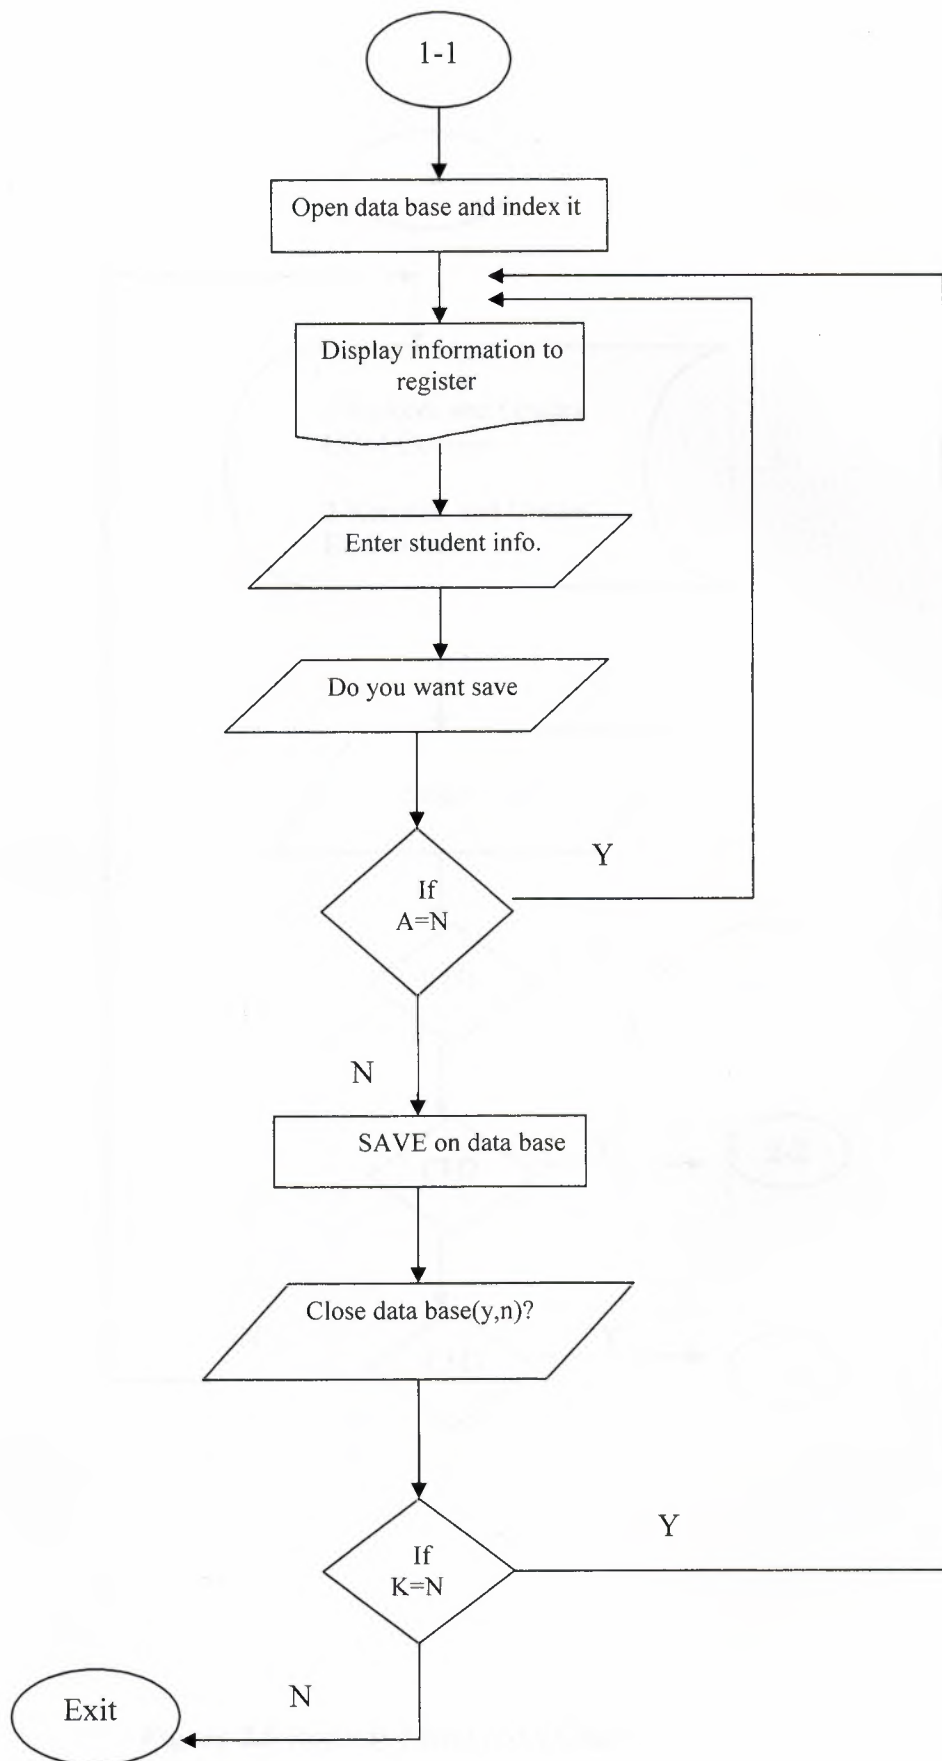 1-1
Open data base and index it
Display information to
register
Enter student info.
Do you want save
If
A=N
Y
N
SAVE on data base
Close data base(y,n)?
If
K=N
Y
N
Exit